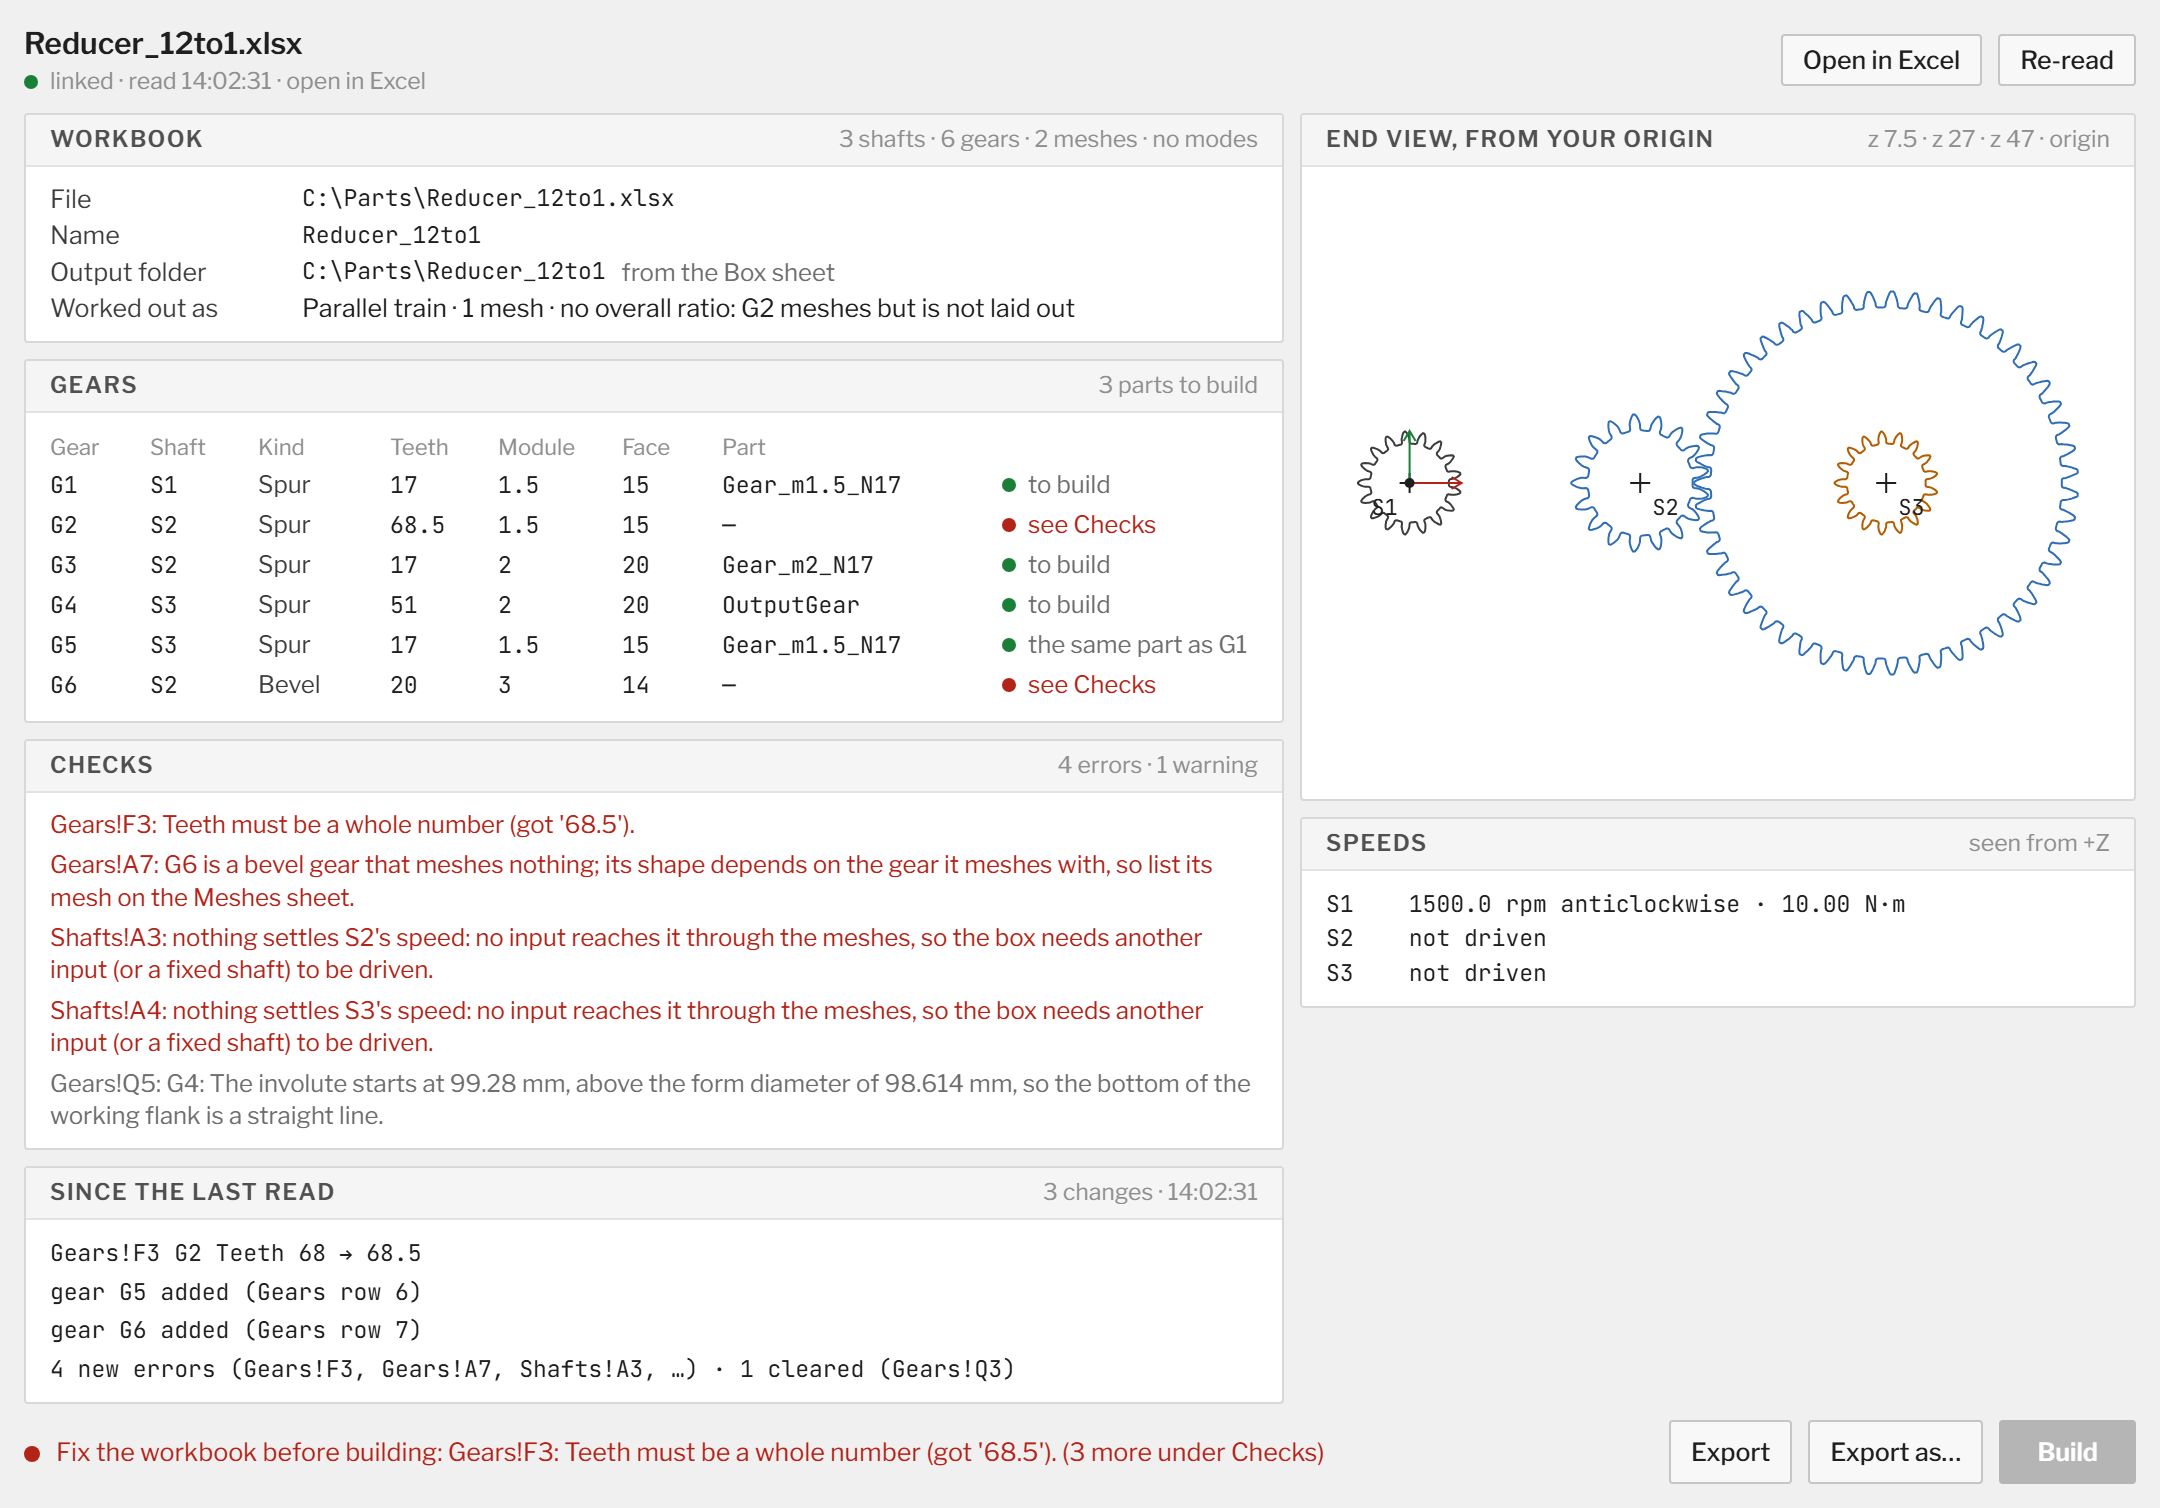 Reducer_12to1.xlsx
linked · read 14:02:31 · open in Excel
Open in Excel
Re-read
WORKBOOK
3 shafts · 6 gears · 2 meshes · no modes
File C:\Parts\Reducer_12to1.xlsx
Name Reducer_12to1
Output folder C:\Parts\Reducer_12to1 from the Box sheet
Worked out as Parallel train · 1 mesh · no overall ratio: G2 meshes but is not laid out
GEARS
3 parts to build
Gear Shaft Kind Teeth Module Face Part
G1 S1 Spur 17 1.5 15 Gear_m1.5_N17 to build
G2 S2 Spur 68.5 1.5 15 – see Checks
G3 S2 Spur 17 2 20 Gear_m2_N17 to build
G4 S3 Spur 51 2 20 OutputGear to build
G5 S3 Spur 17 1.5 15 Gear_m1.5_N17 the same part as G1
G6 S2 Bevel 20 3 14 – see Checks
CHECKS
4 errors · 1 warning
Gears!F3: Teeth must be a whole number (got '68.5').
Gears!A7: G6 is a bevel gear that meshes nothing; its shape depends on the gear it meshes with, so list its
mesh on the Meshes sheet.
Shafts!A3: nothing settles S2's speed: no input reaches it through the meshes, so the box needs another
input (or a fixed shaft) to be driven.
Shafts!A4: nothing settles S3's speed: no input reaches it through the meshes, so the box needs another
input (or a fixed shaft) to be driven.
Gears!Q5: G4: The involute starts at 99.28 mm, above the form diameter of 98.614 mm, so the bottom of the
working flank is a straight line.
SINCE THE LAST READ
3 changes · 14:02:31
Gears!F3 G2 Teeth 68 → 68.5
gear G5 added (Gears row 6)
gear G6 added (Gears row 7)
4 new errors (Gears!F3, Gears!A7, Shafts!A3, …) · 1 cleared (Gears!Q3)
END VIEW, FROM YOUR ORIGIN
z 7.5 · z 27 · z 47 · origin
S1
S2
S3
SPEEDS
seen from +Z
S1 1500.0 rpm anticlockwise · 10.00 N·m
S2 not driven
S3 not driven
Fix the workbook before building: Gears!F3: Teeth must be a whole number (got '68.5'). (3 more under Checks)
Export
Export as…
Build